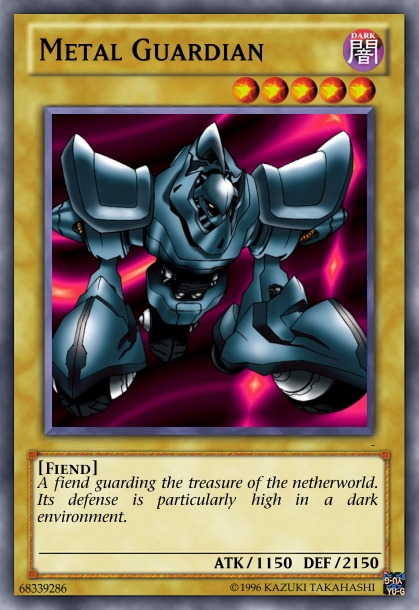 METAL GUARDIAN
DARK
闇
[FIEND]
A fiend guarding the treasure of the netherworld.
Its defense is particularly high in a dark
environment.
ATK/1150 DEF/2150
68339286
©1996 KAZUKI TAKAHASHI